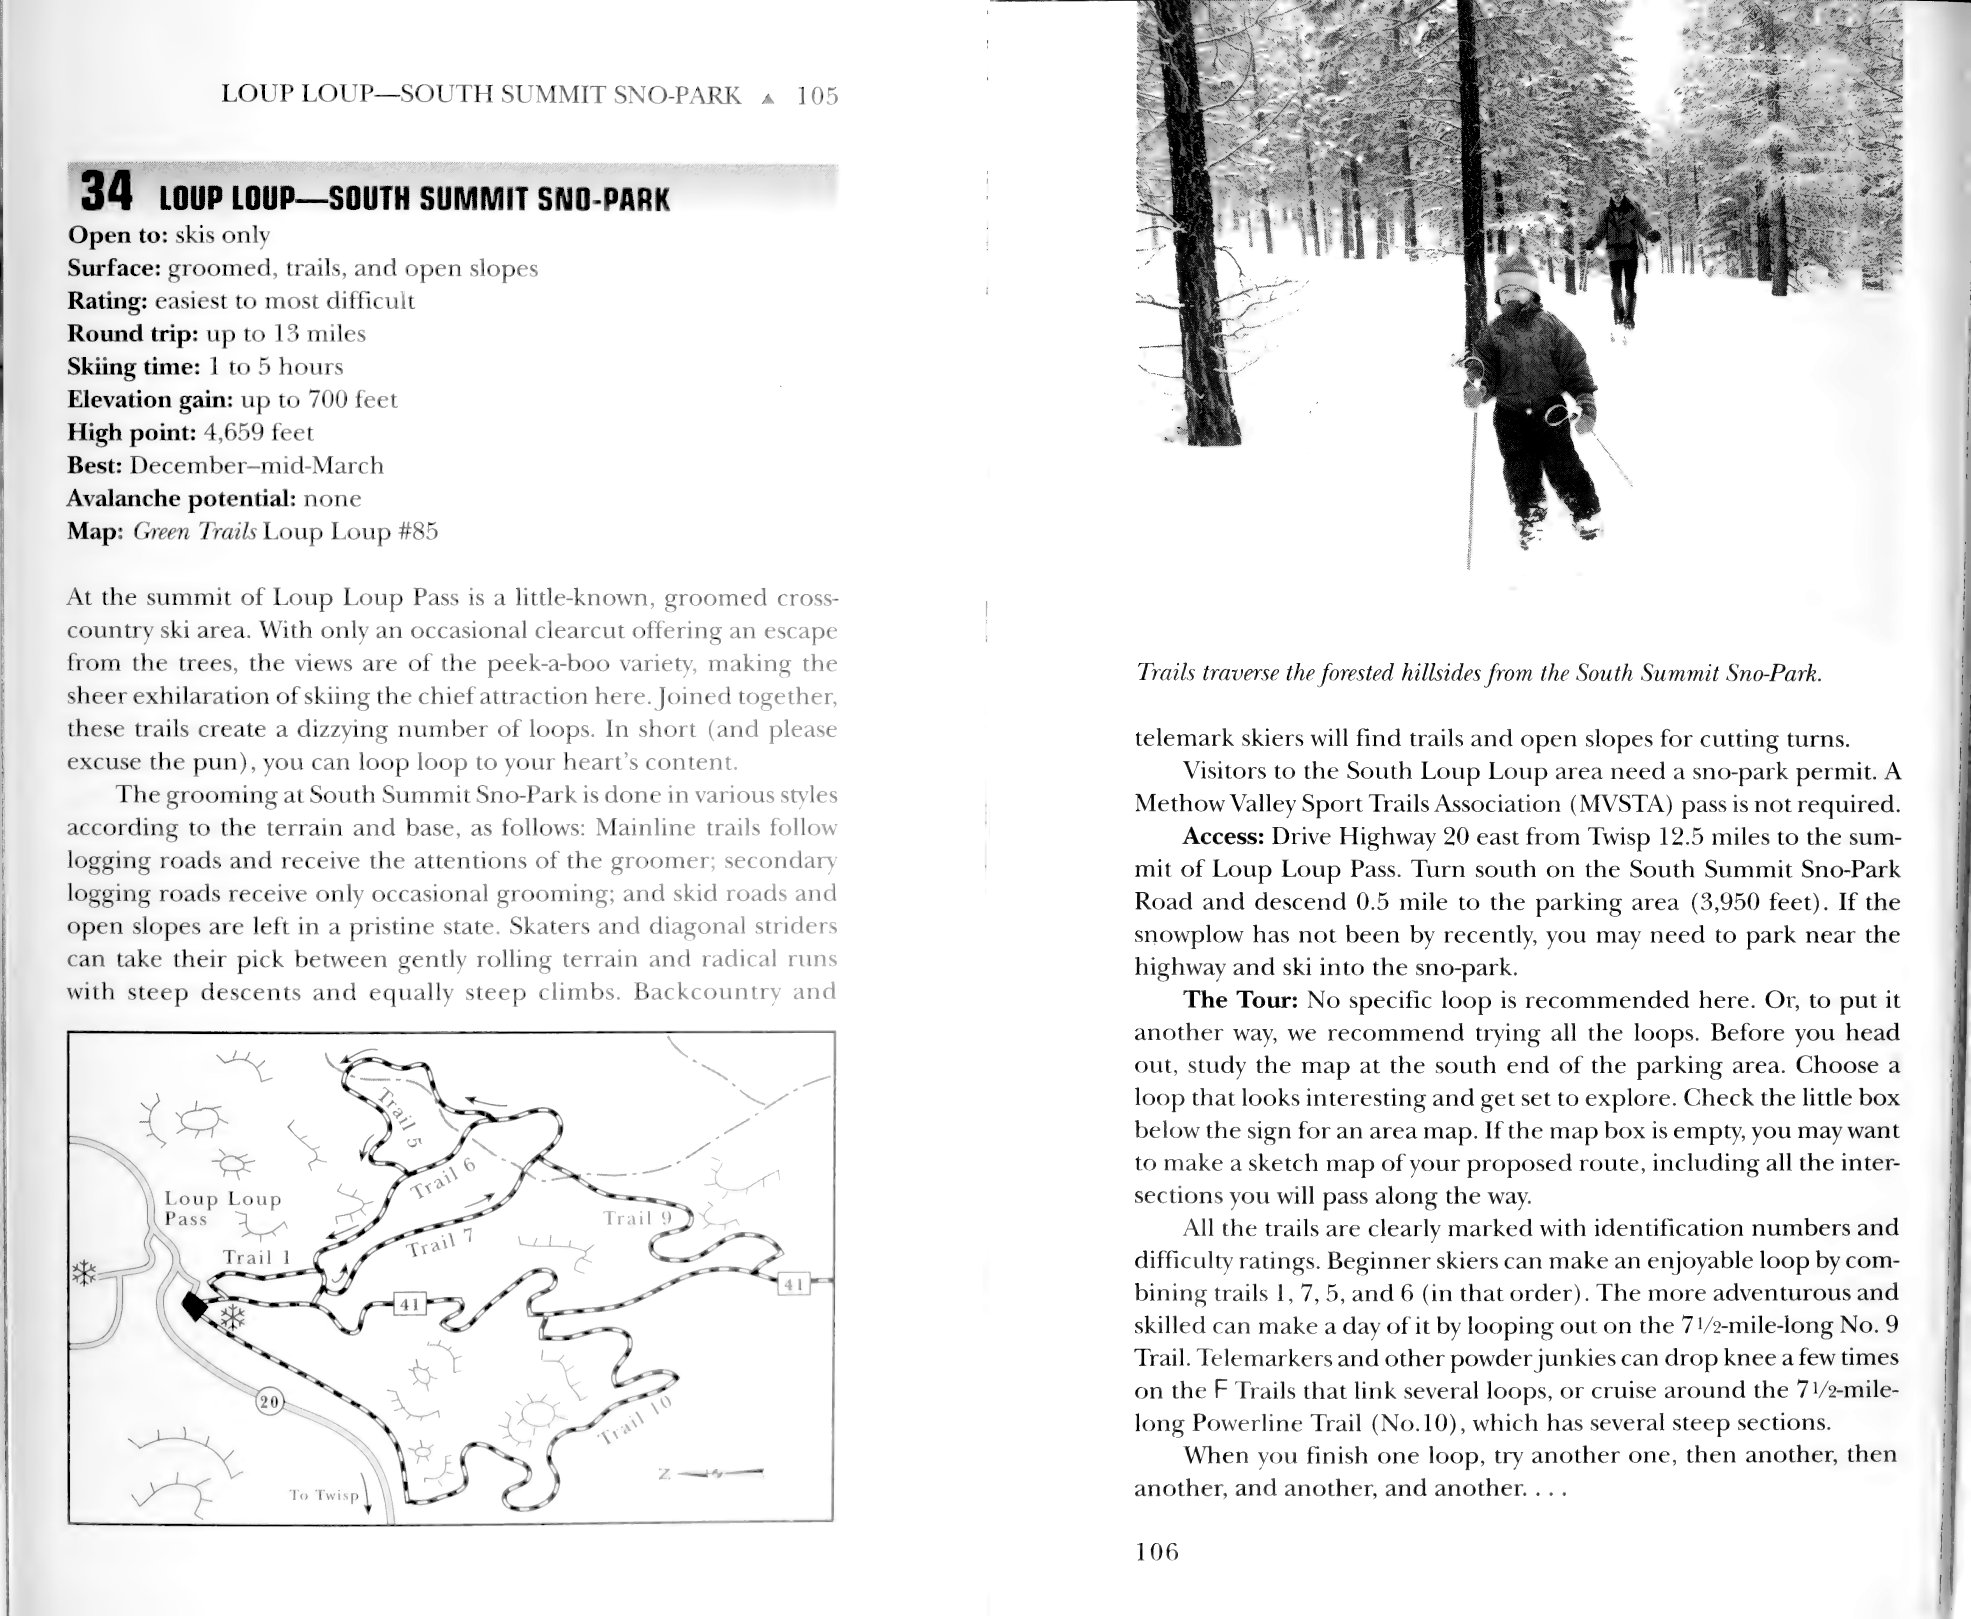 LOUP LOUP—SOUTH SUMMIT SNO-PARK ▲ 105
34 LOUP LOUP—SOUTH SUMMIT SNO-PARK
Open to: skis only
Surface: groomed, trails, and open slopes
Rating: easiest to most difficult
Round trip: up to 13 miles
Skiing time: 1 to 5 hours
Elevation gain: up to 700 feet
High point: 4,659 feet
Best: December–mid-March
Avalanche potential: none
Map: Green Trails Loup Loup #85
At the summit of Loup Loup Pass is a little-known, groomed cross-
country ski area. With only an occasional clearcut offering an escape
from the trees, the views are of the peek-a-boo variety, making the
sheer exhilaration of skiing the chief attraction here. Joined together,
these trails create a dizzying number of loops. In short (and please
excuse the pun), you can loop loop to your heart's content.
The grooming at South Summit Sno-Park is done in various styles
according to the terrain and base, as follows: Mainline trails follow
logging roads and receive the attentions of the groomer; secondary
logging roads receive only occasional grooming; and skid roads and
open slopes are left in a pristine state. Skaters and diagonal striders
can take their pick between gently rolling terrain and radical runs
with steep descents and equally steep climbs. Backcountry and
Trail 5
Trail 6
Loup Loup
Pass
Trail 9
Trail 7
Trail 1
41
41
20
Trail 10
To Twisp
N
Trails traverse the forested hillsides from the South Summit Sno-Park.
telemark skiers will find trails and open slopes for cutting turns.
Visitors to the South Loup Loup area need a sno-park permit. A
Methow Valley Sport Trails Association (MVSTA) pass is not required.
Access: Drive Highway 20 east from Twisp 12.5 miles to the sum-
mit of Loup Loup Pass. Turn south on the South Summit Sno-Park
Road and descend 0.5 mile to the parking area (3,950 feet). If the
snowplow has not been by recently, you may need to park near the
highway and ski into the sno-park.
The Tour: No specific loop is recommended here. Or, to put it
another way, we recommend trying all the loops. Before you head
out, study the map at the south end of the parking area. Choose a
loop that looks interesting and get set to explore. Check the little box
below the sign for an area map. If the map box is empty, you may want
to make a sketch map of your proposed route, including all the inter-
sections you will pass along the way.
All the trails are clearly marked with identification numbers and
difficulty ratings. Beginner skiers can make an enjoyable loop by com-
bining trails 1, 7, 5, and 6 (in that order). The more adventurous and
skilled can make a day of it by looping out on the 7 1/2-mile-long No. 9
Trail. Telemarkers and other powder junkies can drop knee a few times
on the F Trails that link several loops, or cruise around the 7 1/2-mile-
long Powerline Trail (No.10), which has several steep sections.
When you finish one loop, try another one, then another, then
another, and another, and another. . . .
106